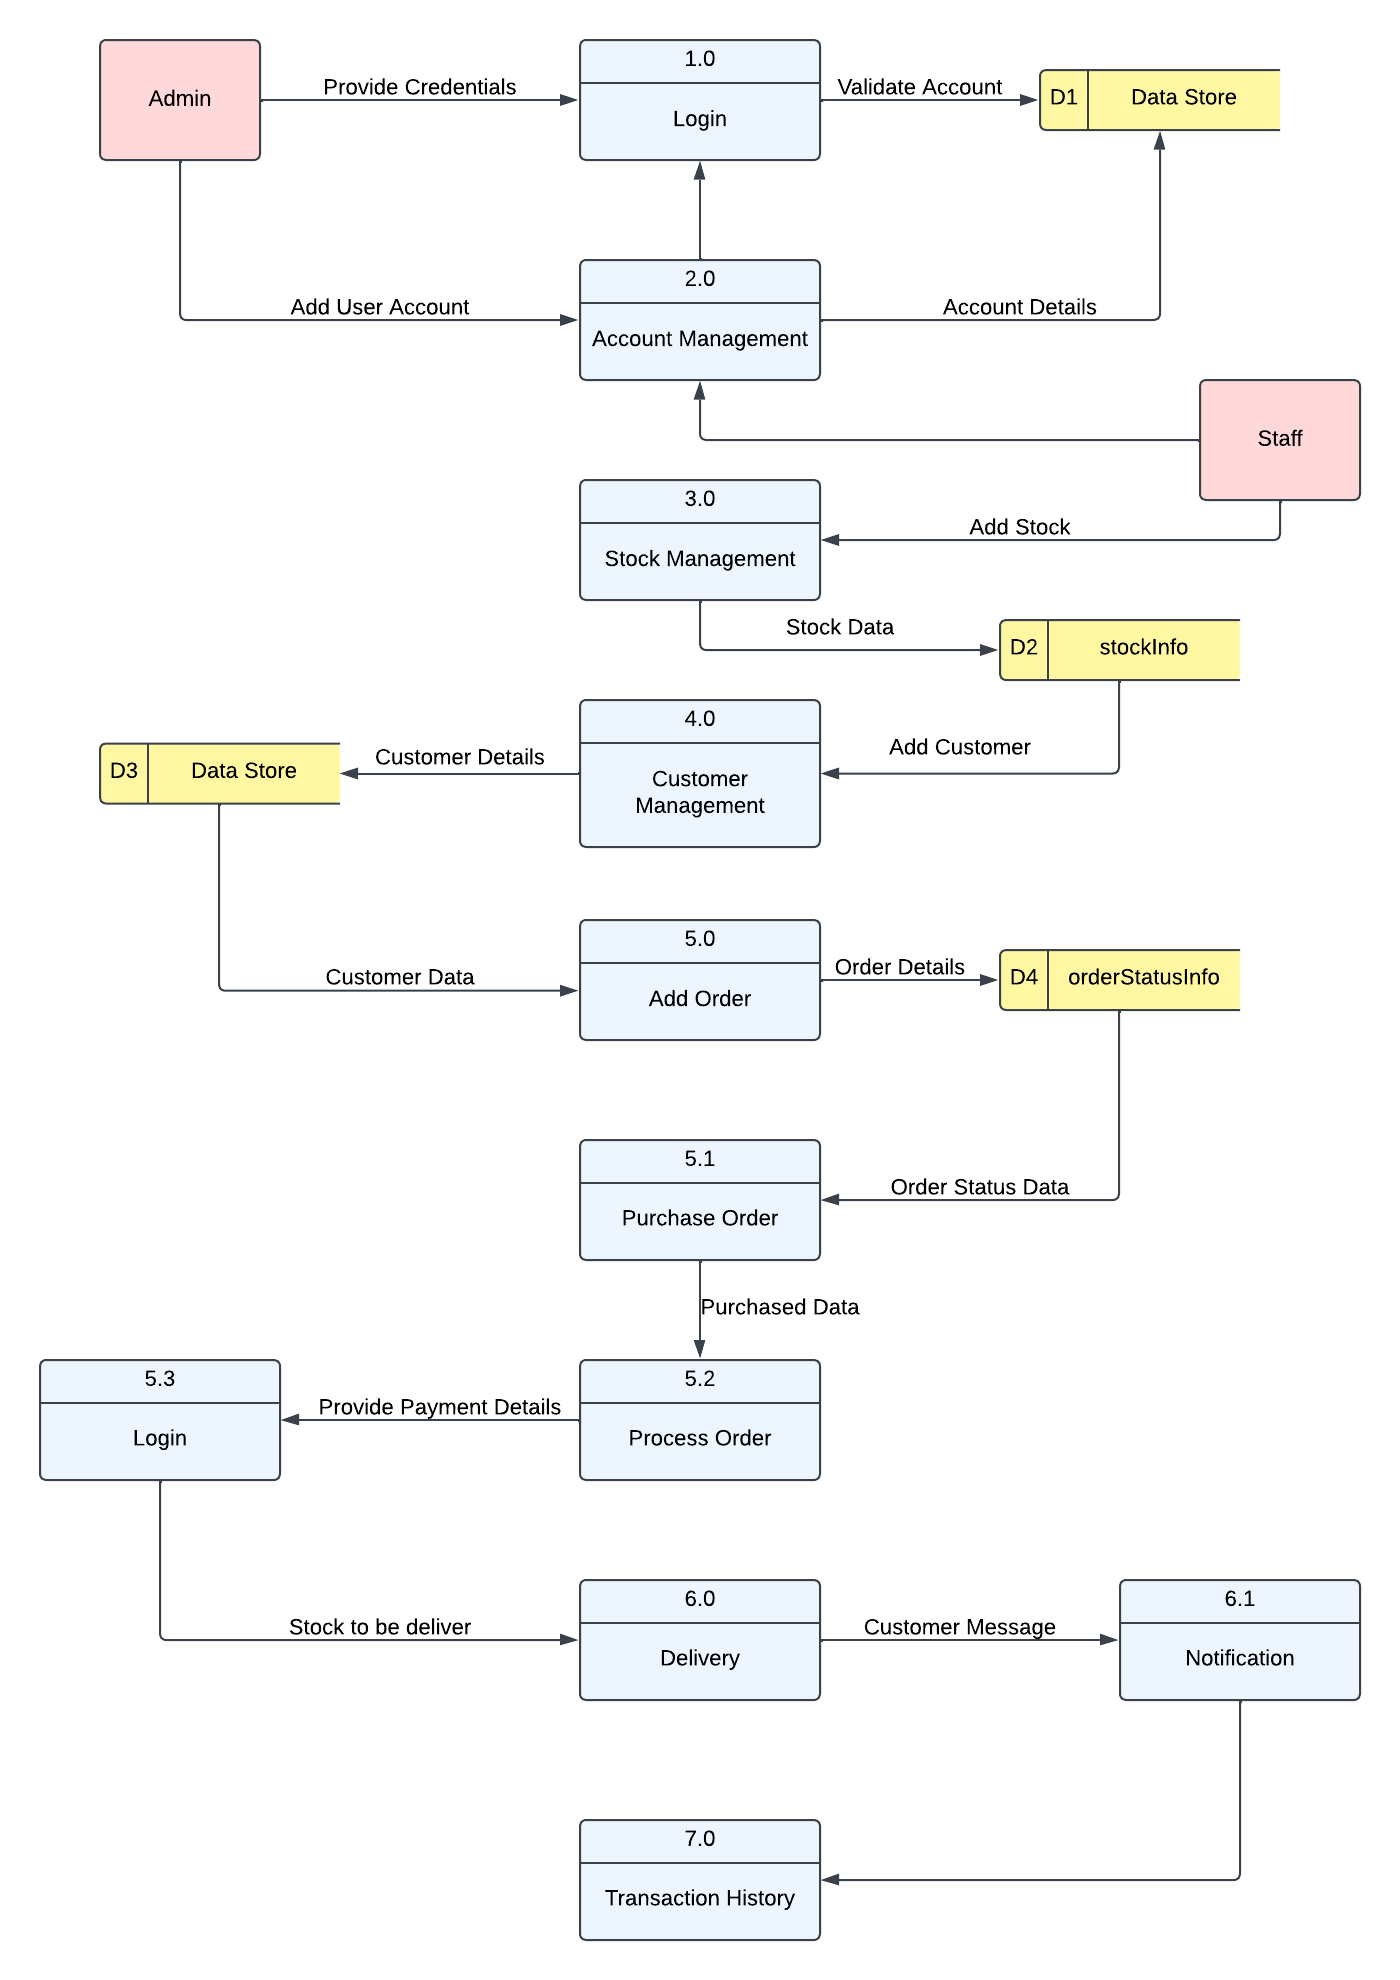 1.0
Admin
Provide Credentials
Login
Validate Account
D1
Data Store
2.0
Add User Account
Account Management
Account Details
Staff
3.0
Add Stock
Stock Management
Stock Data
D2
stockInfo
4.0
Add Customer
Customer Details
D3
Data Store
Customer
Management
5.0
Order Details
Customer Data
Add Order
D4
orderStatusInfo
5.1
Order Status Data
Purchase Order
Purchased Data
5.3
5.2
Provide Payment Details
Login
Process Order
6.0
6.1
Stock to be deliver
Customer Message
Delivery
Notification
7.0
Transaction History